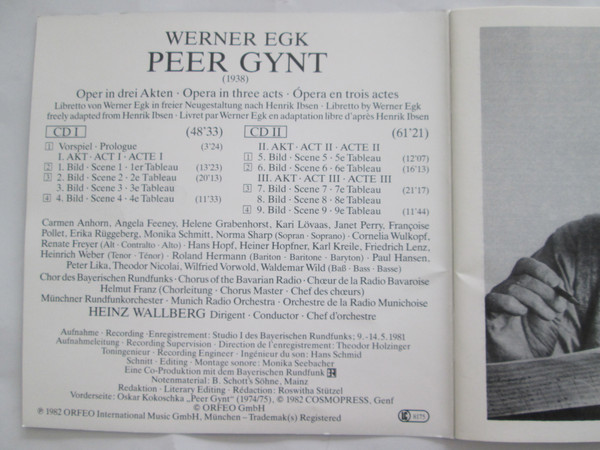 WERNER EGK
PEER GYNT
(1938)
Oper in drei Akten · Opera in three acts · Ópera en trois actes
Libretto von Werner Egk in freier Neugestaltung nach Henrik Ibsen · Libretto by Werner Egk
freely adapted from Henrik Ibsen · Livret par Werner Egk en adaptation libre d'après Henrik Ibsen
CD I (48'33)
1 Vorspiel · Prologue (3'24)
I. AKT · ACT I · ACTE I
2 1. Bild · Scene 1 · 1er Tableau (13'23)
3 2. Bild · Scene 2 · 2e Tableau (20'13)
3. Bild · Scene 3 · 3e Tableau
4 4. Bild · Scene 4 · 4e Tableau (11'33)
CD II (61'21)
II. AKT · ACT II · ACTE II
1 5. Bild · Scene 5 · 5e Tableau (12'07)
2 6. Bild · Scene 6 · 6e Tableau (16'13)
III. AKT · ACT III · ACTE III
3 7. Bild · Scene 7 · 7e Tableau (21'17)
8. Bild · Scene 8 · 8e Tableau
4 9. Bild · Scene 9 · 9e Tableau (11'44)
Carmen Anhorn, Angela Feeney, Helene Grabenhorst, Kari Lövaas, Janet Perry, Françoise
Pollet, Erika Rüggeberg, Monika Schmitt, Norma Sharp (Sopran · Soprano) · Cornelia Wulkopf,
Renate Freyer (Alt · Contralto · Alto) · Hans Hopf, Heiner Hopfner, Karl Kreile, Friedrich Lenz,
Heinrich Weber (Tenor · Ténor) · Roland Hermann (Bariton · Baritone · Baryton) · Paul Hansen,
Peter Lika, Theodor Nicolai, Wilfried Vorwold, Waldemar Wild (Baß · Bass · Basse)
Chor des Bayerischen Rundfunks · Chorus of the Bavarian Radio · Chœur de la Radio Bavaroise
Helmut Franz (Chorleitung · Chorus Master · Chef des chœurs)
Münchner Rundfunkorchester · Munich Radio Orchestra · Orchestre de la Radio Munichoise
HEINZ WALLBERG Dirigent · Conductor · Chef d'orchestre
Aufnahme · Recording · Enregistrement: Studio I des Bayerischen Rundfunks; 9.-14.5.1981
Aufnahmeleitung · Recording Supervision · Direction de l'enregistrement: Theodor Holzinger
Toningenieur · Recording Engineer · Ingénieur du son: Hans Schmid
Schnitt · Editing · Montage sonore: Monika Seebacher
Eine Co-Produktion mit dem Bayerischen Rundfunk
Notenmaterial: B. Schott's Söhne, Mainz
Redaktion · Literary Editing · Rédaction: Roswitha Stützel
Vorderseite: Oskar Kokoschka „Peer Gynt" (1974/75), © 1982 COSMOPRESS, Genf
© ORFEO GmbH
℗ 1982 ORFEO International Music GmbH, München – Trademak(s) Registered